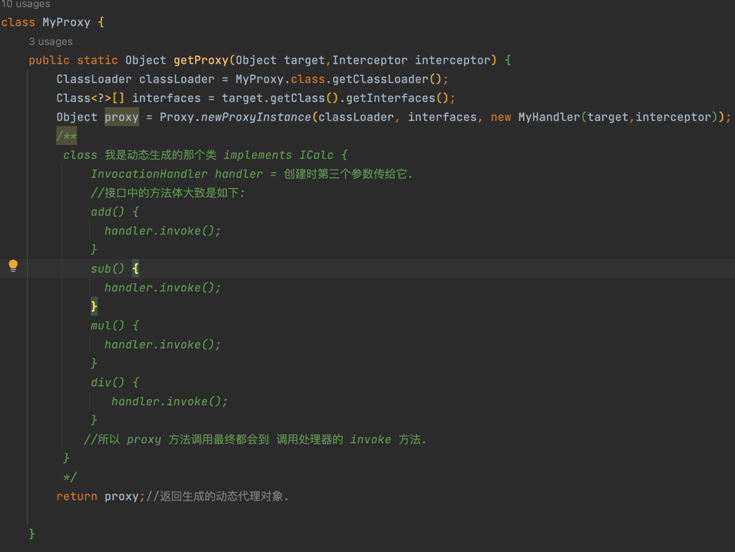 10 usages
class MyProxy {
3 usages
public static Object getProxy(Object target,Interceptor interceptor) {
ClassLoader classLoader = MyProxy.class.getClassLoader();
Class<?>[] interfaces = target.getClass().getInterfaces();
Object proxy = Proxy.newProxyInstance(classLoader, interfaces, new MyHandler(target,interceptor));
/**
class 我是动态生成的那个类 implements ICalc {
InvocationHandler handler = 创建时第三个参数传给它.
//接口中的方法体大致是如下:
add() {
handler.invoke();
}
sub() {
handler.invoke();
}
mul() {
handler.invoke();
}
div() {
handler.invoke();
}
//所以 proxy 方法调用最终都会到 调用处理器的 invoke 方法.
}
*/
return proxy;//返回生成的动态代理对象.
}